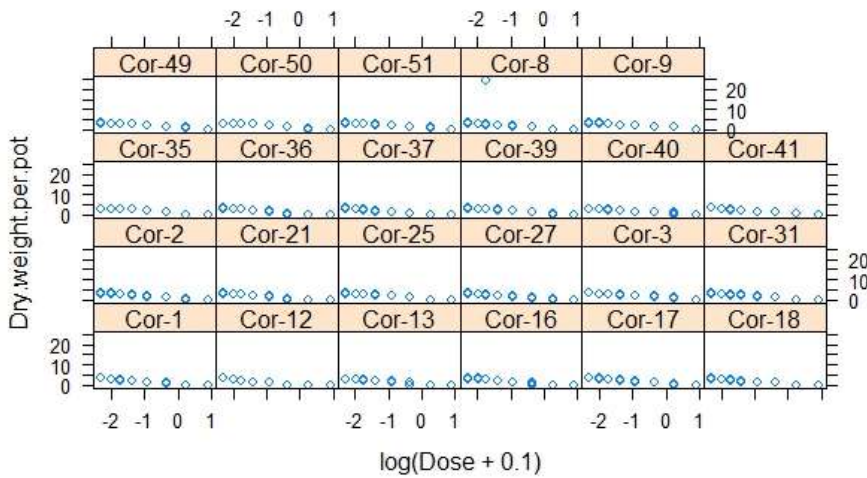 -2 -1 0 1 -2 -1 0 1
Cor-49 Cor-50 Cor-51 Cor-8 Cor-9
20
10
0
Cor-35 Cor-36 Cor-37 Cor-39 Cor-40 Cor-41
20
10
0
Cor-2 Cor-21 Cor-25 Cor-27 Cor-3 Cor-31
20
10
0
Cor-1 Cor-12 Cor-13 Cor-16 Cor-17 Cor-18
20
10
0
-2 -1 0 1 -2 -1 0 1 -2 -1 0 1
log(Dose + 0.1)
Dry.weight.per.pot